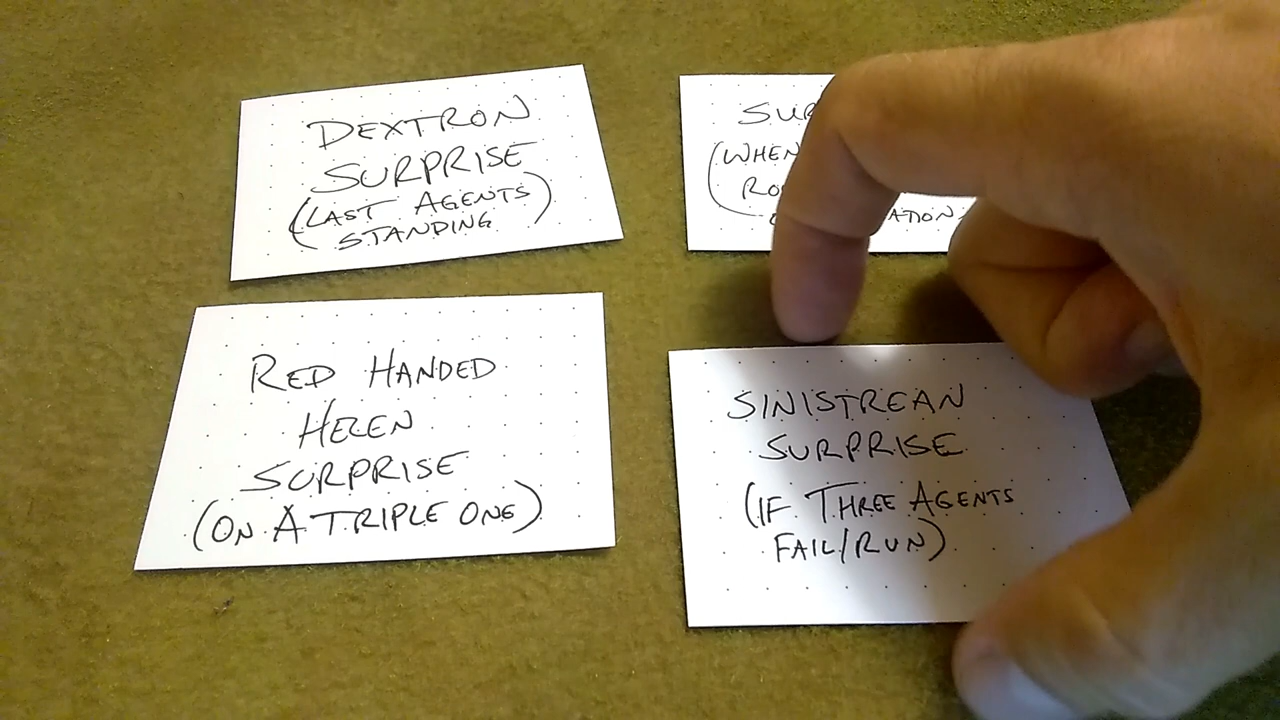 DEXTRON
SURPRISE
(LAST AGENTS
STANDING)
(WHEN
RED HANDED
HELEN
SURPRISE
(ON A TRIPLE ONE)
SINISTREAN
SURPRISE
(IF THREE AGENTS
FAIL/RUN)